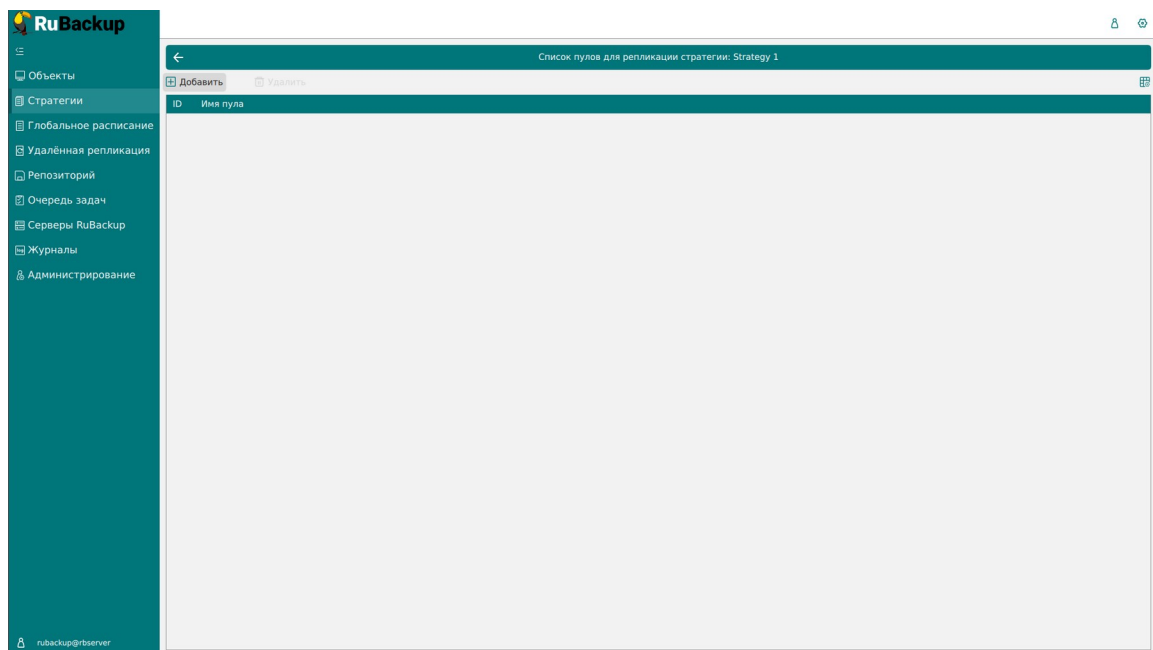 RuBackup
Список пулов для репликации стратегии: Strategy 1
Объекты
Добавить Удалить
Стратегии
ID Имя пула
Глобальное расписание
Удалённая репликация
Репозиторий
Очередь задач
Серверы RuBackup
Журналы
Администрирование
rubackup@rbserver